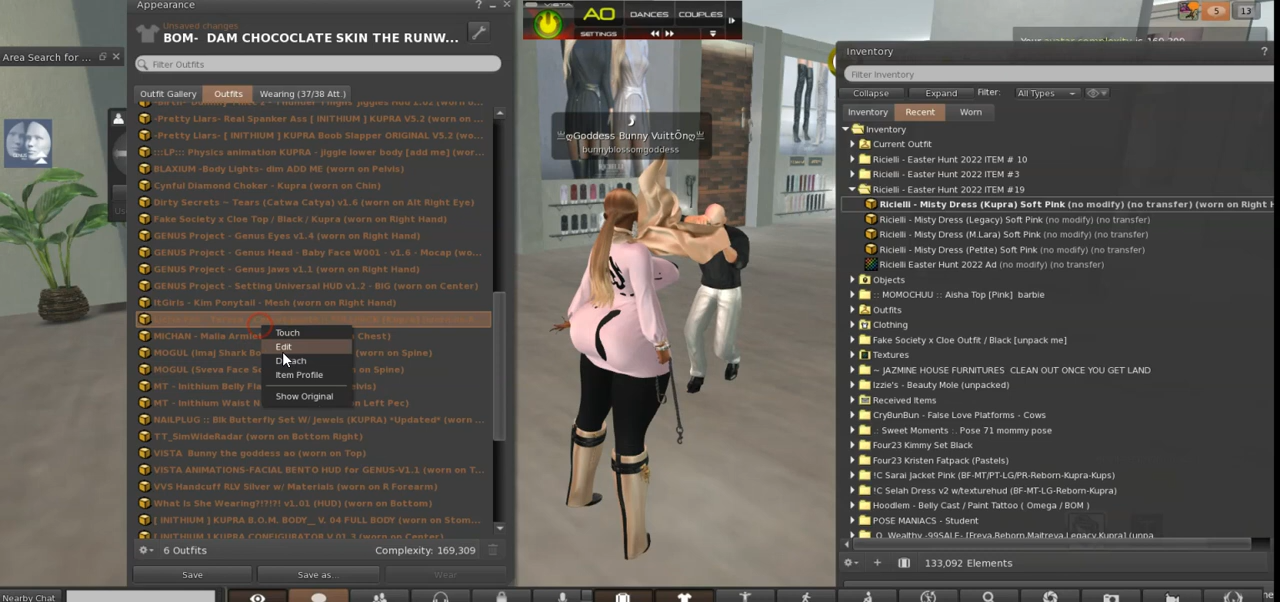 Area Search for ...
Appearance
Unsaved changes
BOM- DAM CHOCOCLATE SKIN THE RUNW...
Filter Outfits
Outfit Gallery
Outfits
Wearing (37/38 Att.)
-Pretty Liars- Real Spanker Ass [ INITHIUM ] KUPRA V5.2 (worn on ...
-Pretty Liars- [ INITHIUM ] KUPRA Boob Slapper ORIGINAL V5.2 (wo...
:::LP::: Physics animation KUPRA - jiggle lower body [add me] (wor...
BLAXIUM -Body Lights- dim ADD ME (worn on Pelvis)
Cynful Diamond Choker - Kupra (worn on Chin)
Dirty Secrets ~ Tears (Catwa Catya) v1.6 (worn on Alt Right Eye)
Fake Society x Cloe Top / Black / Kupra (worn on Right Hand)
GENUS Project - Genus Eyes v1.4 (worn on Right Hand)
GENUS Project - Genus Head - Baby Face W001 - v1.6 - Mocap (wo...
GENUS Project - Genus Jaws v1.1 (worn on Right Hand)
GENUS Project - Setting Universal HUD v1.2 - BIG (worn on Center)
ItGirls - Kim Ponytail - Mesh (worn on Right Hand)
MICHAN - Malia Armle
Chest)
MOGUL (Imaj Shark Bo
(worn on Spine)
MOGUL (Sveva Face S
on Spine)
MT - Inithium Belly Fla
elvis)
MT - Inithium Waist N
Left Pec)
NAILPLUG :: Blk Butterfly Set W/ jewels (KUPRA) *Updated* (worn ...
TT_SimWideRadar (worn on Bottom Right)
ViSTA Bunny the goddess ao (worn on Top)
VISTA ANIMATIONS-FACIAL BENTO HUD for GENUS-V1.1 (worn on T...
VVS Handcuff RLV Silver w/ Materials (worn on R Forearm)
What Is She Wearing?!?!?! v1.01 (HUD) (worn on Bottom)
[ INITHIUM ] KUPRA B.O.M. BODY__ V. 04 FULL BODY (worn on Stom...
[ INITHIUM ] KUPRA CONFIGURATOR V.01.3 (worn on Center)
Touch
Edit
Detach
Item Profile
Show Original
6 Outfits
Complexity: 169,309
Save
Save as...
Wear
Nearby Chat
VISTA
AO
DANCES
COUPLES
SETTINGS
Goddess Bunny VuittÕn
bunnyblossomgoddess
5
13
Your avatar complexity is 169,309
Inventory
?
Filter Inventory
Collapse
Expand
Filter:
All Types
Inventory
Recent
Worn
Inventory
Current Outfit
Ricielli - Easter Hunt 2022 ITEM # 10
Ricielli - Easter Hunt 2022 ITEM #3
Ricielli - Easter Hunt 2022 ITEM #19
Ricielli - Misty Dress (Kupra) Soft Pink (no modify) (no transfer) (worn on Right H
Ricielli - Misty Dress (Legacy) Soft Pink (no modify) (no transfer)
Ricielli - Misty Dress (M.Lara) Soft Pink (no modify) (no transfer)
Ricielli - Misty Dress (Petite) Soft Pink (no modify) (no transfer)
Ricielli Easter Hunt 2022 Ad (no modify) (no transfer)
Objects
:: MOMOCHUU :: Aisha Top [Pink] barbie
Outfits
Clothing
Fake Society x Cloe Outfit / Black [unpack me]
Textures
~ JAZMINE HOUSE FURNITURES CLEAN OUT ONCE YOU GET LAND
Izzie's - Beauty Mole (unpacked)
Received Items
CryBunBun - False Love Platforms - Cows
.: Sweet Moments :. Pose 71 mommy pose
Four23 Kimmy Set Black
Four23 Kristen Fatpack (Pastels)
!C Sarai Jacket Pink (BF-MT/PT-LG/PR-Reborn-Kupra-Kups)
!C Selah Dress v2 w/texturehud (BF-MT-LG-Reborn-Kupra)
Hoodlem - Belly Cast / Paint Tattoo ( Omega / BOM )
POSE MANIACS - Student
133,092 Elements